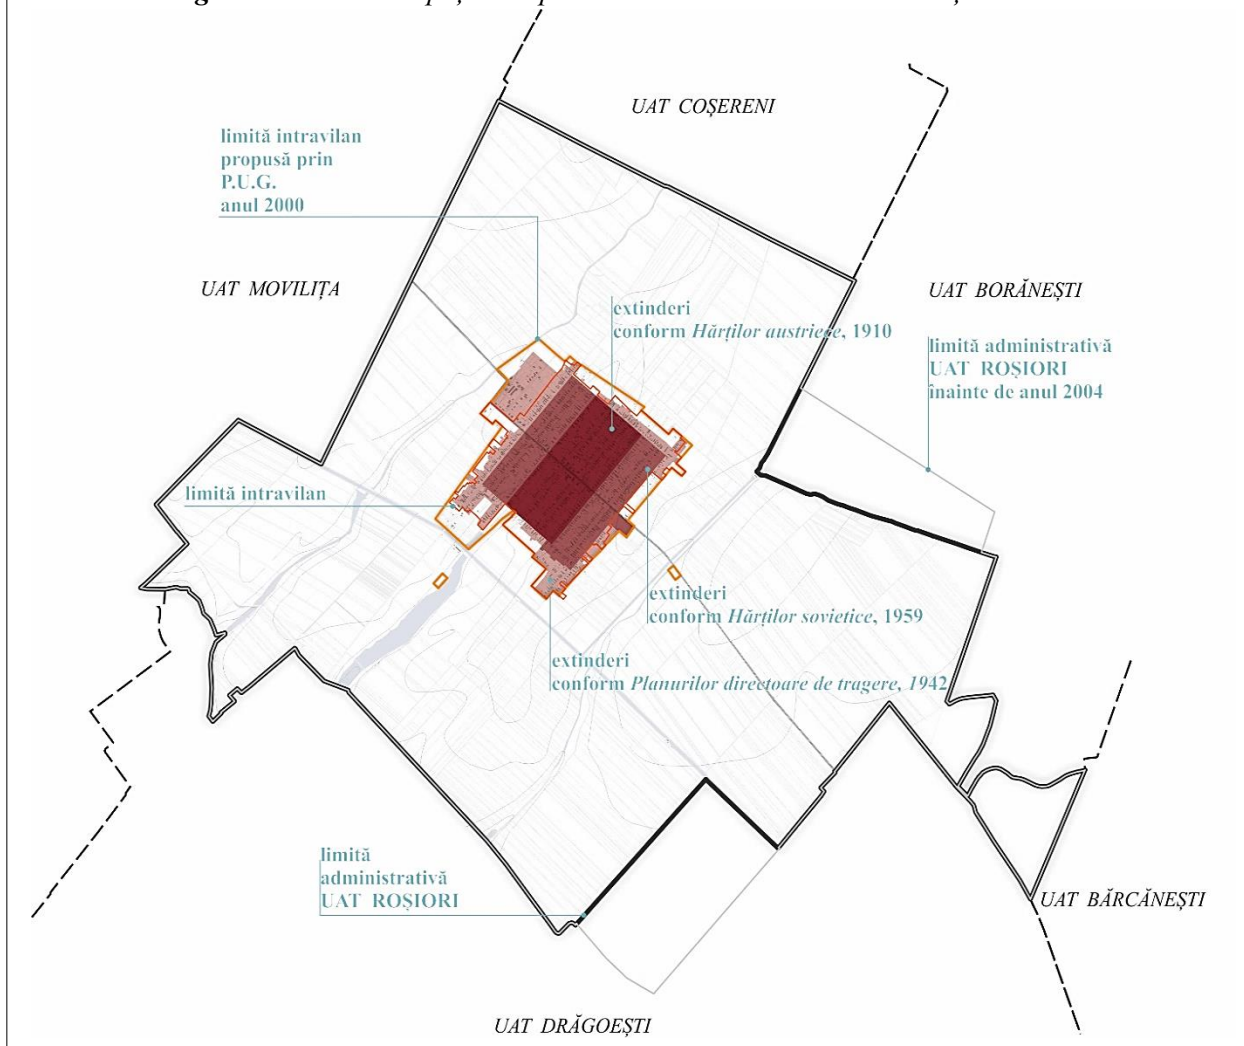 UAT COȘERENI
limită intravilan
propusă prin
P.U.G.
anul 2000
UAT MOVILIȚA
UAT BORĂNEȘTI
extinderi
conform Hărților austriece, 1910
limită administrativă
UAT ROȘIORI
înainte de anul 2004
limită intravilan
extinderi
conform Hărților sovietice, 1959
extinderi
conform Planurilor directoare de tragere, 1942
limită
administrativă
UAT ROȘIORI
UAT BĂRCĂNEȘTI
UAT DRĂGOEȘTI